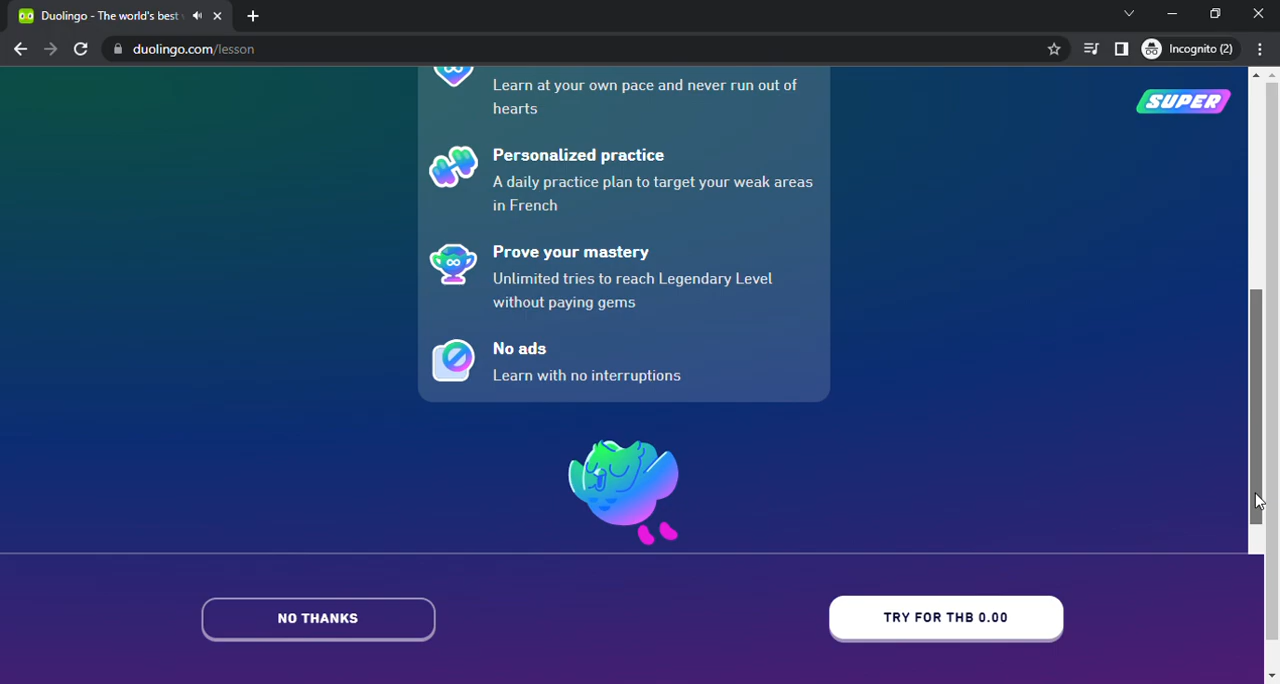 Duolingo - The world's best
duolingo.com/lesson
Incognito (2)
SUPER
Learn at your own pace and never run out of
hearts
Personalized practice
A daily practice plan to target your weak areas
in French
Prove your mastery
Unlimited tries to reach Legendary Level
without paying gems
No ads
Learn with no interruptions
NO THANKS
TRY FOR THB 0.00